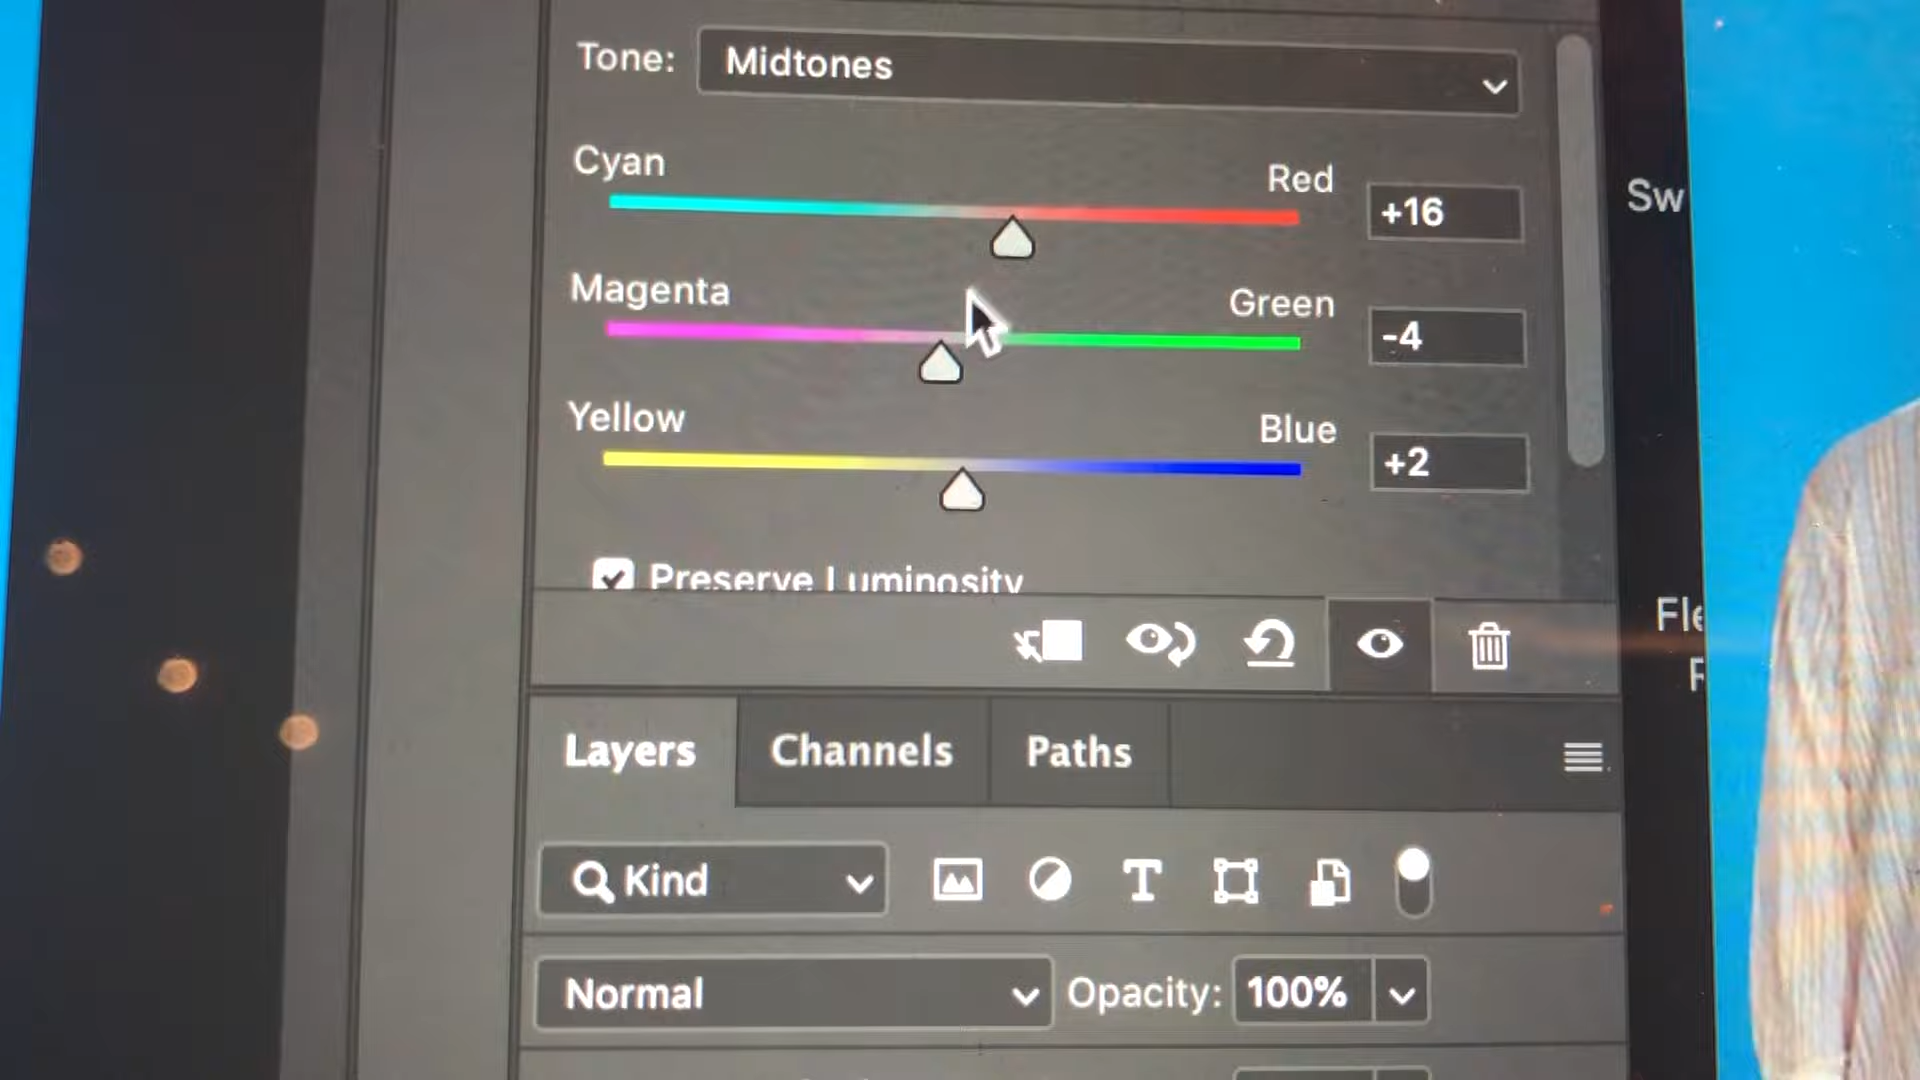 Tone: Midtones
Cyan Red +16
Magenta Green -4
Yellow Blue +2
Preserve Luminosity
Layers Channels Paths
Kind
Normal Opacity: 100%
Sw
Fle